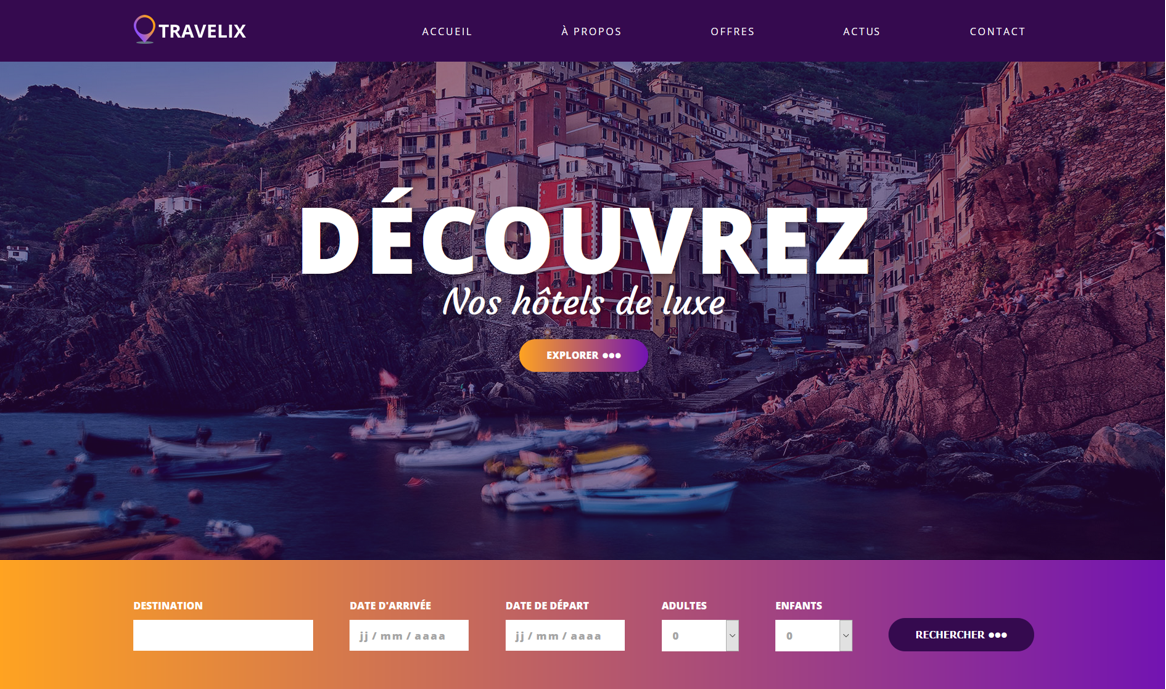 TRAVELIX
ACCUEIL À PROPOS OFFRES ACTUS CONTACT
DÉCOUVREZ
Nos hôtels de luxe
EXPLORER
DESTINATION DATE D'ARRIVÉE DATE DE DÉPART ADULTES ENFANTS
jj / mm / aaaa jj / mm / aaaa 0 0 RECHERCHER